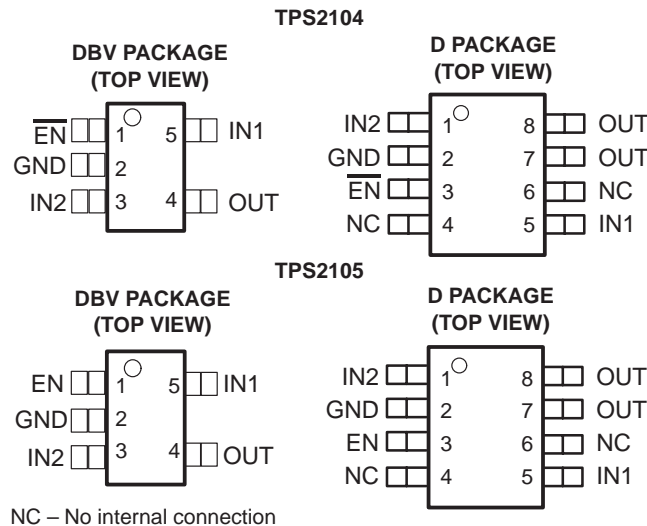 TPS2104
DBV PACKAGE
(TOP VIEW)
E̅N̅ 1 5 IN1
GND 2
IN2 3 4 OUT
D PACKAGE
(TOP VIEW)
IN2 1 8 OUT
GND 2 7 OUT
E̅N̅ 3 6 NC
NC 4 5 IN1
TPS2105
DBV PACKAGE
(TOP VIEW)
EN 1 5 IN1
GND 2
IN2 3 4 OUT
D PACKAGE
(TOP VIEW)
IN2 1 8 OUT
GND 2 7 OUT
EN 3 6 NC
NC 4 5 IN1
NC – No internal connection